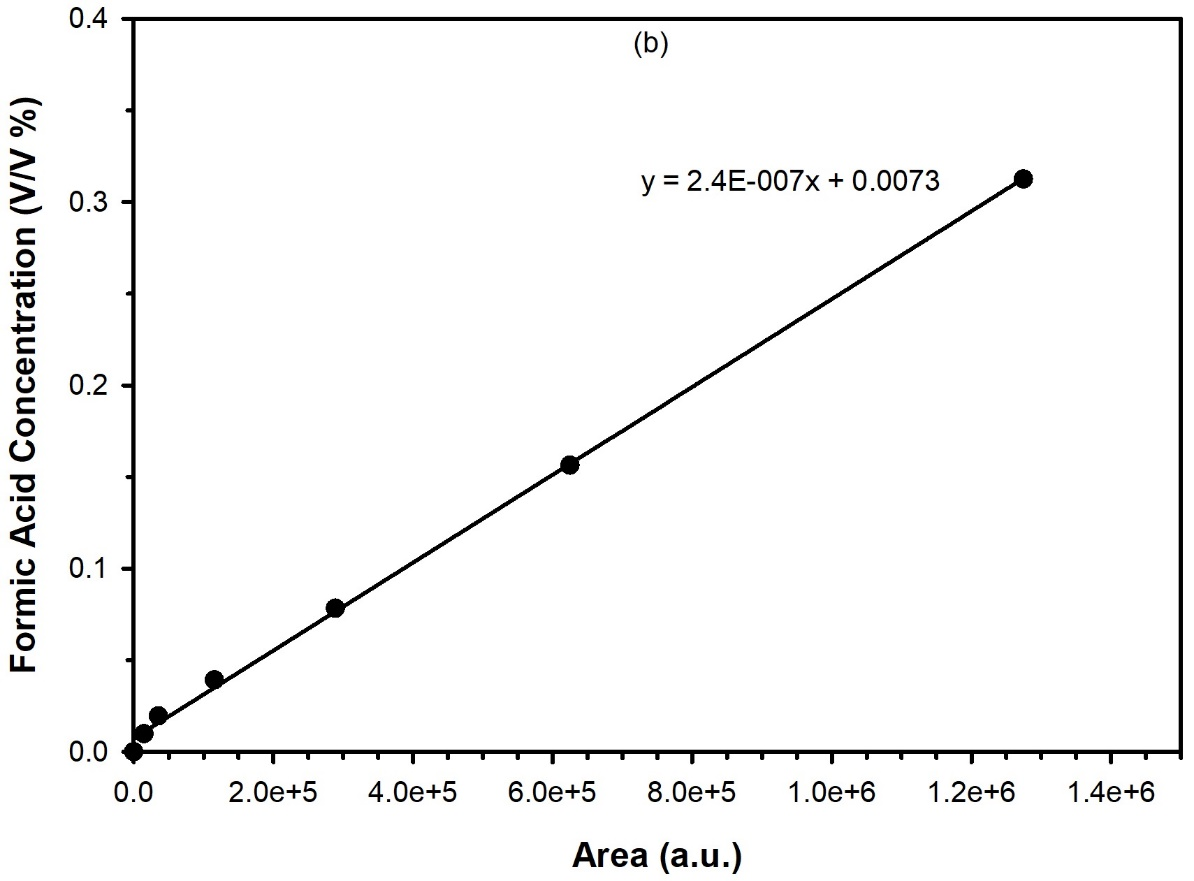 (b)
y = 2.4E-007x + 0.0073
Formic Acid Concentration (V/V %)
0.4
0.3
0.2
0.1
0.0
0.0 2.0e+5 4.0e+5 6.0e+5 8.0e+5 1.0e+6 1.2e+6 1.4e+6
Area (a.u.)